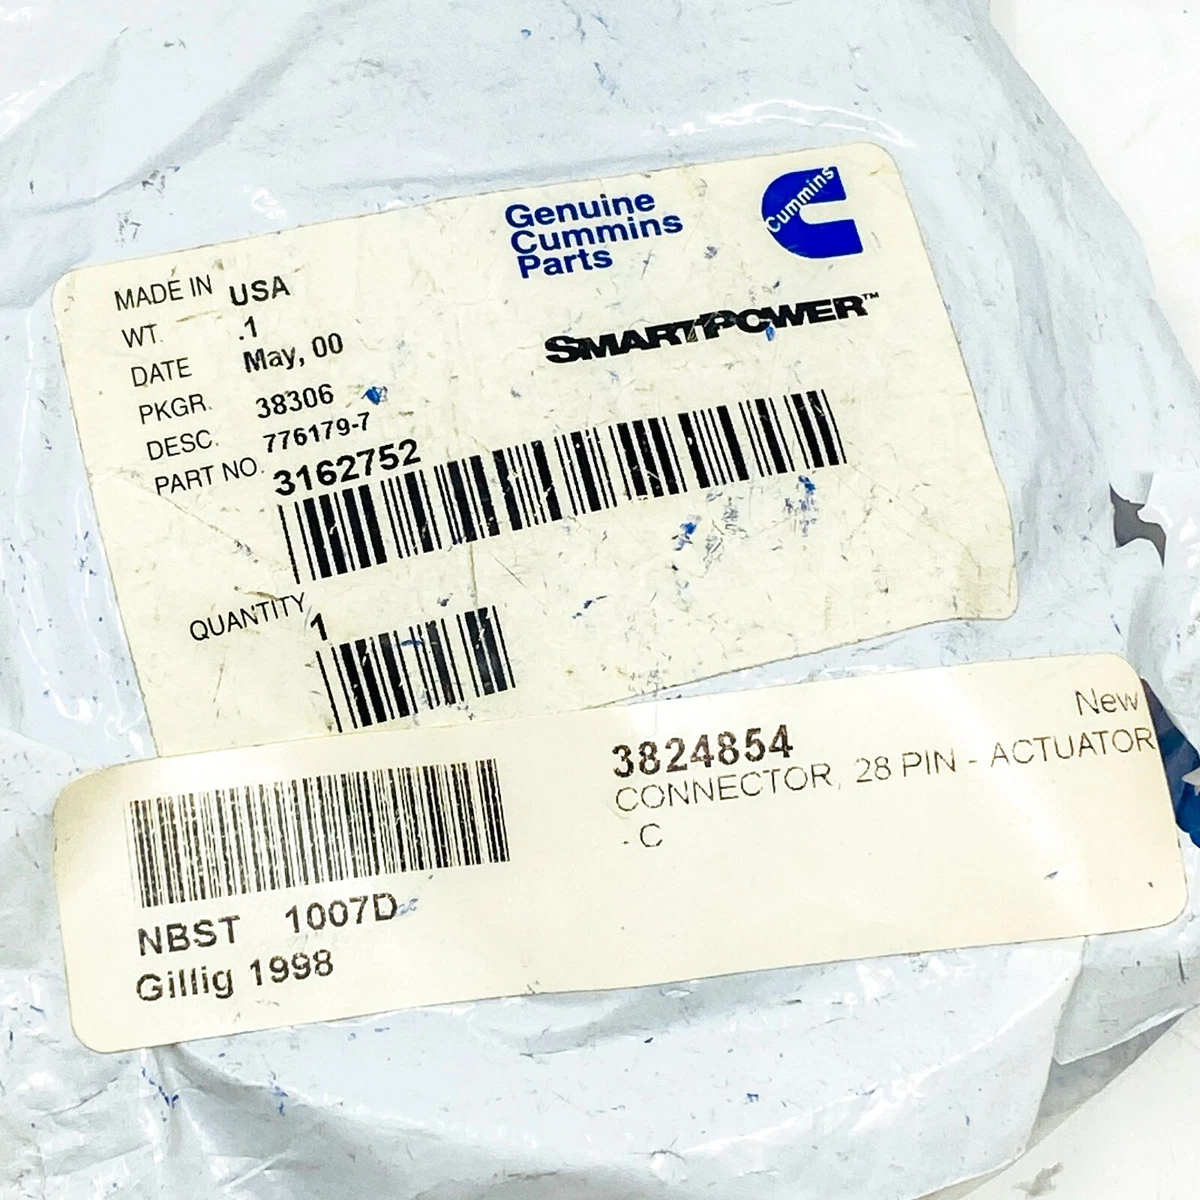 Genuine
Cummins
Parts
Cummins
SMARTPOWER™
MADE IN USA
WT. .1
DATE May, 00
PKGR. 38306
DESC. 776179-7
PART NO. 3162752
QUANTITY 1
New
3824854
CONNECTOR, 28 PIN - ACTUATOR
- C
NBST 1007D
Gillig 1998